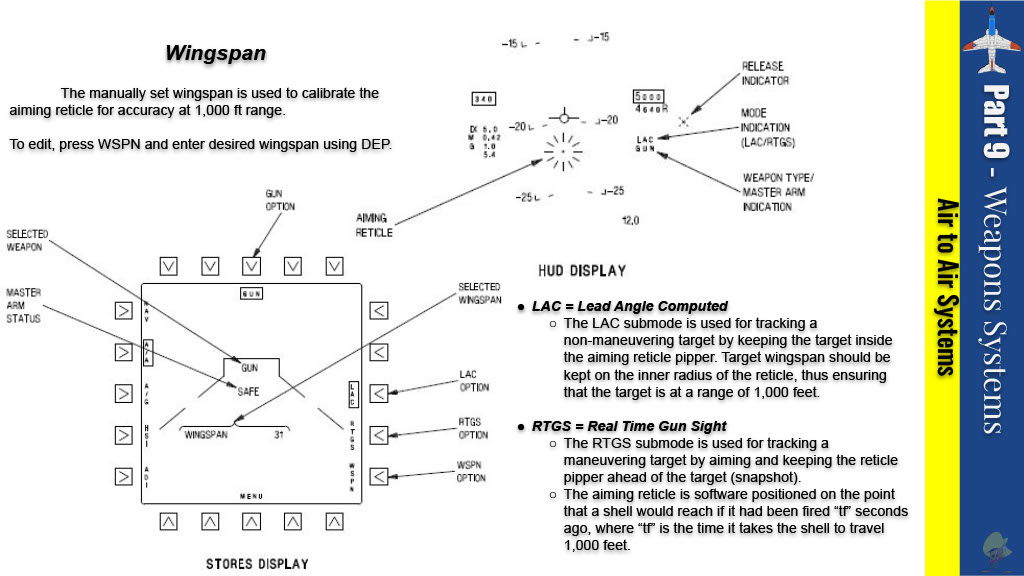 Wingspan
The manually set wingspan is used to calibrate the
aiming reticle for accuracy at 1,000 ft range.
To edit, press WSPN and enter desired wingspan using DEP.
-15
-15
340
5000
4640R
-20
-20
α 5.0
M 0.42
G 1.0
5.4
LAC
GUN
-25
-25
12.0
RELEASE
INDICATOR
MODE
INDICATION
(LAC/RTGS)
WEAPON TYPE/
MASTER ARM
INDICATION
AIMING
RETICLE
HUD DISPLAY
GUN
OPTION
SELECTED
WEAPON
MASTER
ARM
STATUS
SELECTED
WINGSPAN
LAC
OPTION
RTGS
OPTION
WSPN
OPTION
GUN
NAV
A/A
A/G
HSI
ADI
GUN
SAFE
WINGSPAN 31
LAC
RTGS
WSPN
MENU
STORES DISPLAY
• LAC = Lead Angle Computed
○ The LAC submode is used for tracking a
non-maneuvering target by keeping the target inside
the aiming reticle pipper. Target wingspan should be
kept on the inner radius of the reticle, thus ensuring
that the target is at a range of 1,000 feet.
• RTGS = Real Time Gun Sight
○ The RTGS submode is used for tracking a
maneuvering target by aiming and keeping the reticle
pipper ahead of the target (snapshot).
○ The aiming reticle is software positioned on the point
that a shell would reach if it had been fired “tf” seconds
ago, where “tf” is the time it takes the shell to travel
1,000 feet.
Part 9 - Weapons Systems
Air to Air Systems